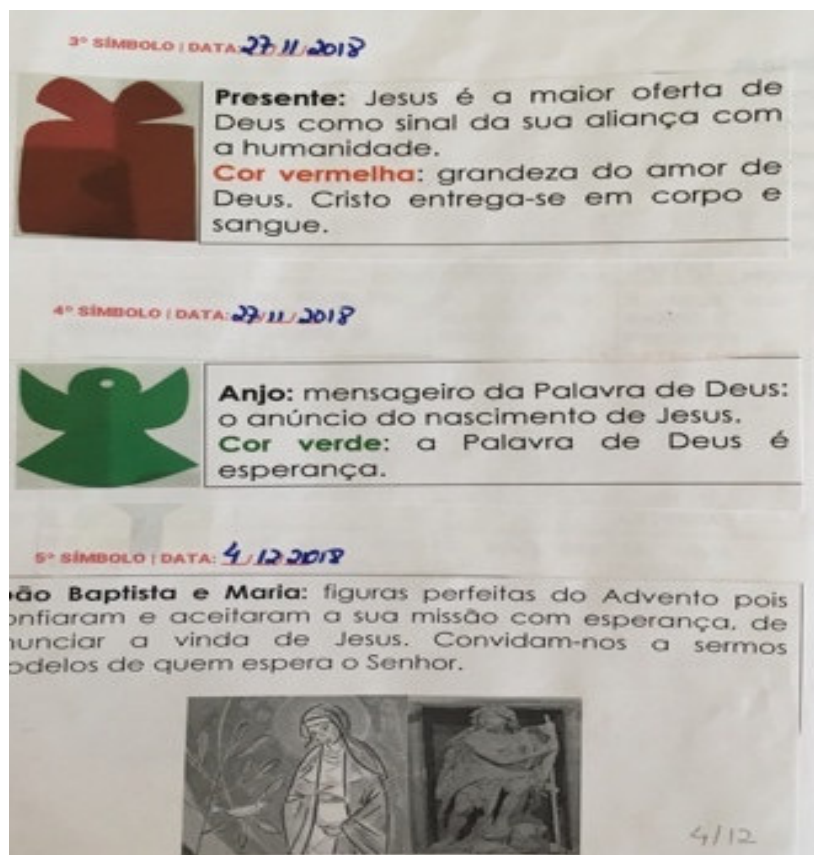 3º SÍMBOLO | DATA: 27/11/2018
Presente: Jesus é a maior oferta de
Deus como sinal da sua aliança com
a humanidade.
Cor vermelha: grandeza do amor de
Deus. Cristo entrega-se em corpo e
sangue.
4º SÍMBOLO | DATA: 27/11/2018
Anjo: mensageiro da Palavra de Deus:
o anúncio do nascimento de Jesus.
Cor verde: a Palavra de Deus é
esperança.
5º SÍMBOLO | DATA: 4/12/2018
oão Baptista e Maria: figuras perfeitas do Advento pois
onfiaram e aceitaram a sua missão com esperança, de
nunciar a vinda de Jesus. Convidam-nos a sermos
odelos de quem espera o Senhor.
4/12